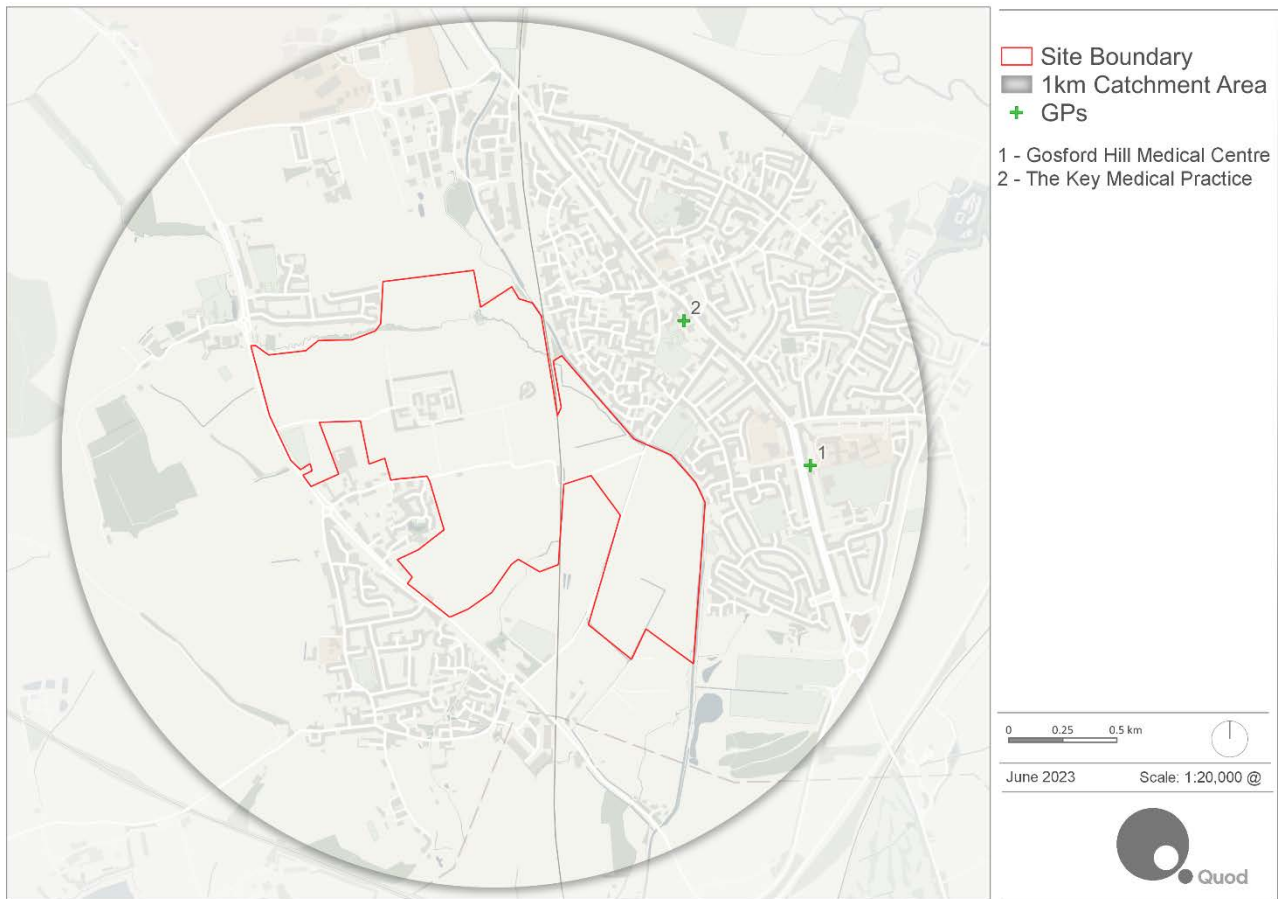 Site Boundary
1km Catchment Area
GPs
1 - Gosford Hill Medical Centre
2 - The Key Medical Practice
2
1
0 0.25 0.5 km
June 2023 Scale: 1:20,000 @
Quod